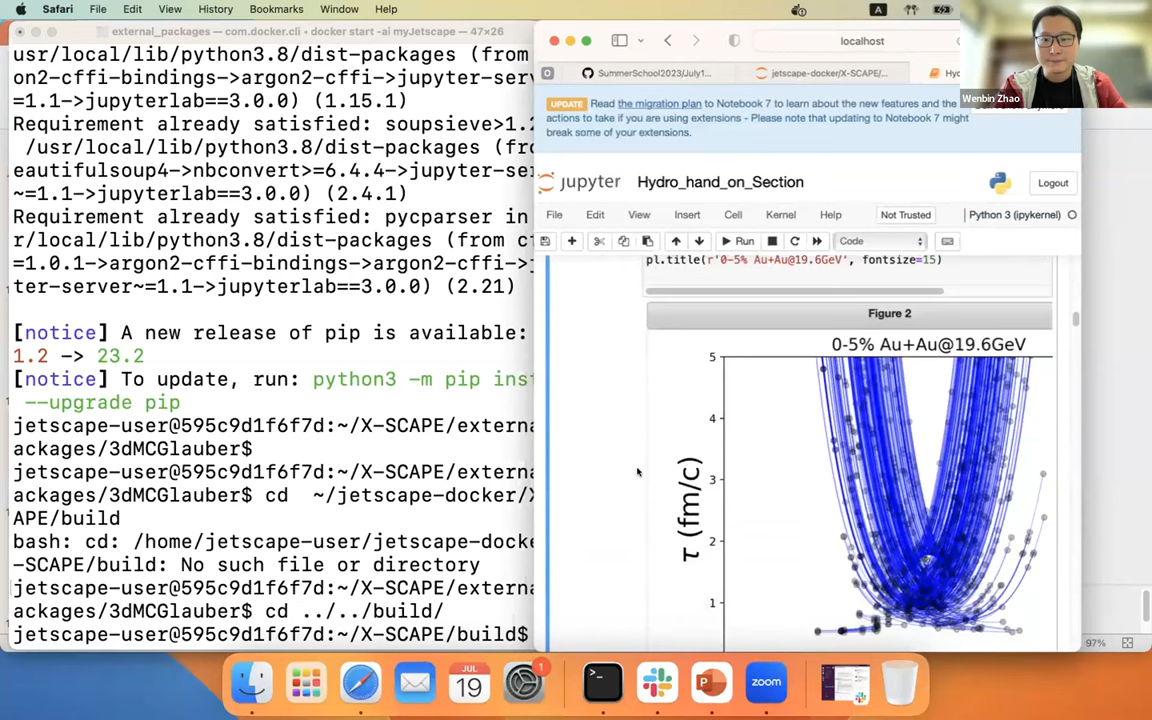 Safari File Edit View History Bookmarks Window Help A
external_packages — com.docker.cli ‹ docker start -ai myJetscape — 47×26
usr/local/lib/python3.8/dist-packages (from
on2-cffi-bindings->argon2-cffi->jupyter-serv
=1.1->jupyterlab==3.0.0) (1.15.1)
Requirement already satisfied: soupsieve>1.2
/usr/local/lib/python3.8/dist-packages (fro
eautifulsoup4->nbconvert>=6.4.4->jupyter-ser
~=1.1->jupyterlab==3.0.0) (2.4.1)
Requirement already satisfied: pycparser in
r/local/lib/python3.8/dist-packages (from cf
=1.0.1->argon2-cffi-bindings->argon2-cffi->j
ter-server~=1.1->jupyterlab==3.0.0) (2.21)
[notice] A new release of pip is available:
1.2 -> 23.2
[notice] To update, run: python3 -m pip inst
--upgrade pip
jetscape-user@595c9d1f6f7d:~/X-SCAPE/externa
ackages/3dMCGlauber$
jetscape-user@595c9d1f6f7d:~/X-SCAPE/externa
ackages/3dMCGlauber$ cd ~/jetscape-docker/X
APE/build
bash: cd: /home/jetscape-user/jetscape-docke
-SCAPE/build: No such file or directory
jetscape-user@595c9d1f6f7d:~/X-SCAPE/externa
ackages/3dMCGlauber$ cd ../../build/
jetscape-user@595c9d1f6f7d:~/X-SCAPE/build$
localhost
SummerSchool2023/July1... jetscape-docker/X-SCAPE/... Hyd
UPDATE Read the migration plan to Notebook 7 to learn about the new features and the
actions to take if you are using extensions - Please note that updating to Notebook 7 might
break some of your extensions.
jupyter Hydro_hand_on_Section Logout
File Edit View Insert Cell Kernel Help Not Trusted Python 3 (ipykernel)
Run Code
pl.title(r'0-5% Au+Au@19.6GeV', fontsize=15)
Figure 2
0-5% Au+Au@19.6GeV
5
4
3
2
1
τ (fm/c)
Wenbin Zhao
97%
JUL
19
1
zoom